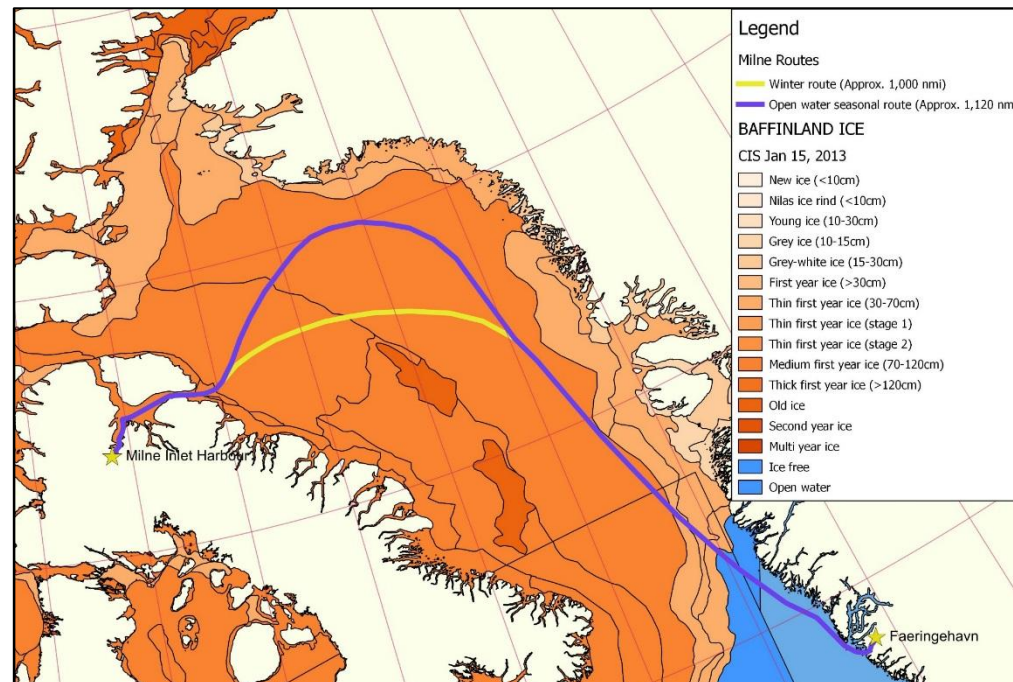 Legend
Milne Routes
Winter route (Approx. 1,000 nmi)
Open water seasonal route (Approx. 1,120 nm
BAFFINLAND ICE
CIS Jan 15, 2013
New ice (<10cm)
Nilas ice rind (<10cm)
Young ice (10-30cm)
Grey ice (10-15cm)
Grey-white ice (15-30cm)
First year ice (>30cm)
Thin first year ice (30-70cm)
Thin first year ice (stage 1)
Thin first year ice (stage 2)
Medium first year ice (70-120cm)
Thick first year ice (>120cm)
Old ice
Second year ice
Multi year ice
Ice free
Open water
Milne Inlet Harbour
Faeringehavn